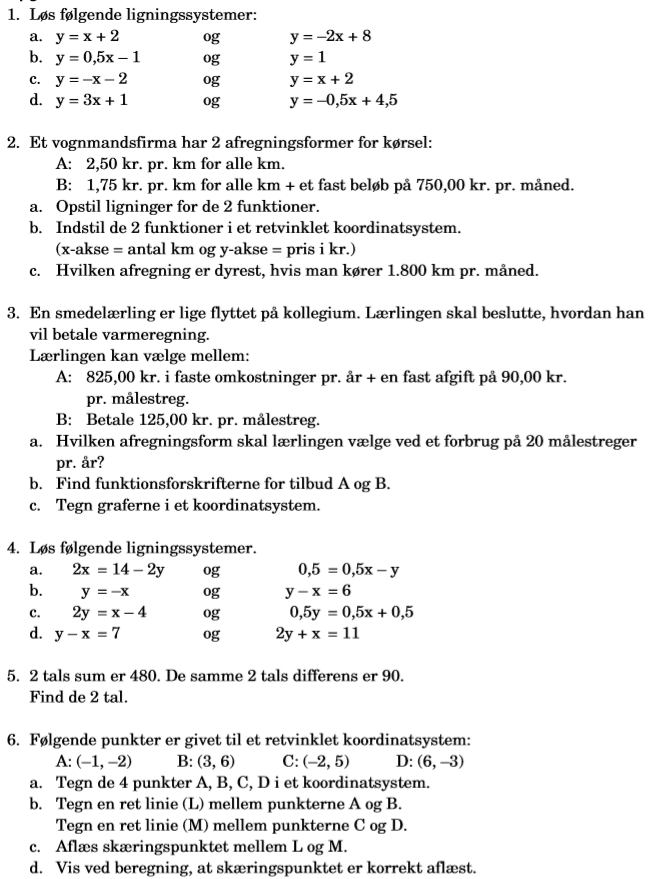 1. Løs følgende ligningssystemer:
a. y = x + 2 og y = –2x + 8
b. y = 0,5x – 1 og y = 1
c. y = –x – 2 og y = x + 2
d. y = 3x + 1 og y = –0,5x + 4,5
2. Et vognmandsfirma har 2 afregningsformer for kørsel:
A: 2,50 kr. pr. km for alle km.
B: 1,75 kr. pr. km for alle km + et fast beløb på 750,00 kr. pr. måned.
a. Opstil ligninger for de 2 funktioner.
b. Indstil de 2 funktioner i et retvinklet koordinatsystem.
(x-akse = antal km og y-akse = pris i kr.)
c. Hvilken afregning er dyrest, hvis man kører 1.800 km pr. måned.
3. En smedelærling er lige flyttet på kollegium. Lærlingen skal beslutte, hvordan han
vil betale varmeregning.
Lærlingen kan vælge mellem:
A: 825,00 kr. i faste omkostninger pr. år + en fast afgift på 90,00 kr.
pr. målestreg.
B: Betale 125,00 kr. pr. målestreg.
a. Hvilken afregningsform skal lærlingen vælge ved et forbrug på 20 målestreger
pr. år?
b. Find funktionsforskrifterne for tilbud A og B.
c. Tegn graferne i et koordinatsystem.
4. Løs følgende ligningssystemer.
a. 2x = 14 – 2y og 0,5 = 0,5x – y
b. y = –x og y – x = 6
c. 2y = x – 4 og 0,5y = 0,5x + 0,5
d. y – x = 7 og 2y + x = 11
5. 2 tals sum er 480. De samme 2 tals differens er 90.
Find de 2 tal.
6. Følgende punkter er givet til et retvinklet koordinatsystem:
A: (–1, –2) B: (3, 6) C: (–2, 5) D: (6, –3)
a. Tegn de 4 punkter A, B, C, D i et koordinatsystem.
b. Tegn en ret linie (L) mellem punkterne A og B.
Tegn en ret linie (M) mellem punkterne C og D.
c. Aflæs skæringspunktet mellem L og M.
d. Vis ved beregning, at skæringspunktet er korrekt aflæst.